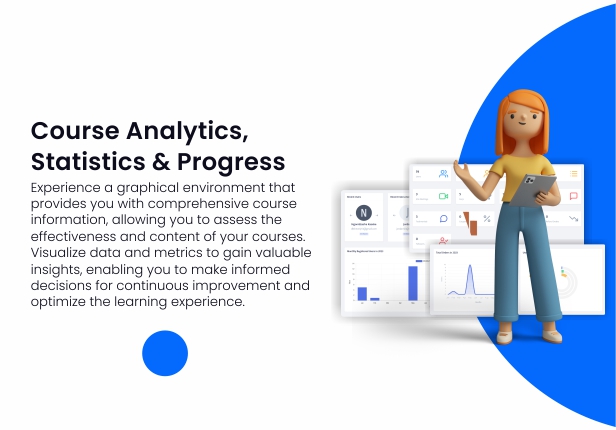 Course Analytics,
Statistics & Progress
Experience a graphical environment that
provides you with comprehensive course
information, allowing you to assess the
effectiveness and content of your courses.
Visualize data and metrics to gain valuable
insights, enabling you to make informed
decisions for continuous improvement and
optimize the learning experience.
N